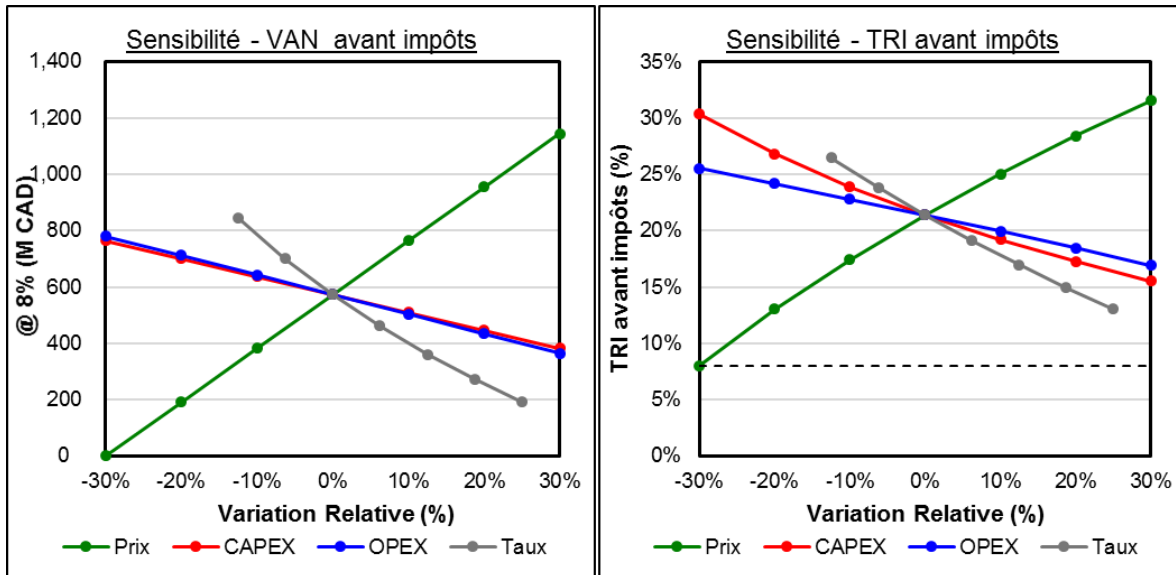 Sensibilité - VAN avant impôts
1,400
1,200
1,000
800
600
400
200
0
@ 8% (M CAD)
-30% -20% -10% 0% 10% 20% 30%
Variation Relative (%)
Prix CAPEX OPEX Taux
Sensibilité - TRI avant impôts
35%
30%
25%
20%
15%
10%
5%
0%
TRI avant impôts (%)
-30% -20% -10% 0% 10% 20% 30%
Variation Relative (%)
Prix CAPEX OPEX Taux